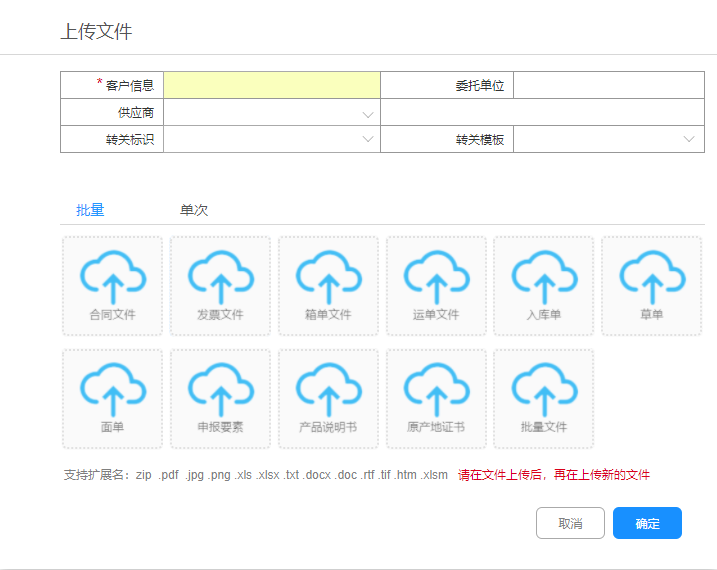 上传文件
* 客户信息 委托单位
供应商
转关标识 转关模板
批量 单次
合同文件 发票文件 箱单文件 运单文件 入库单 草单
面单 申报要素 产品说明书 原产地证书 批量文件
支持扩展名：zip .pdf .jpg .png .xls .xlsx .txt .docx .doc .rtf .tif .htm .xlsm 请在文件上传后，再在上传新的文件
取消 确定